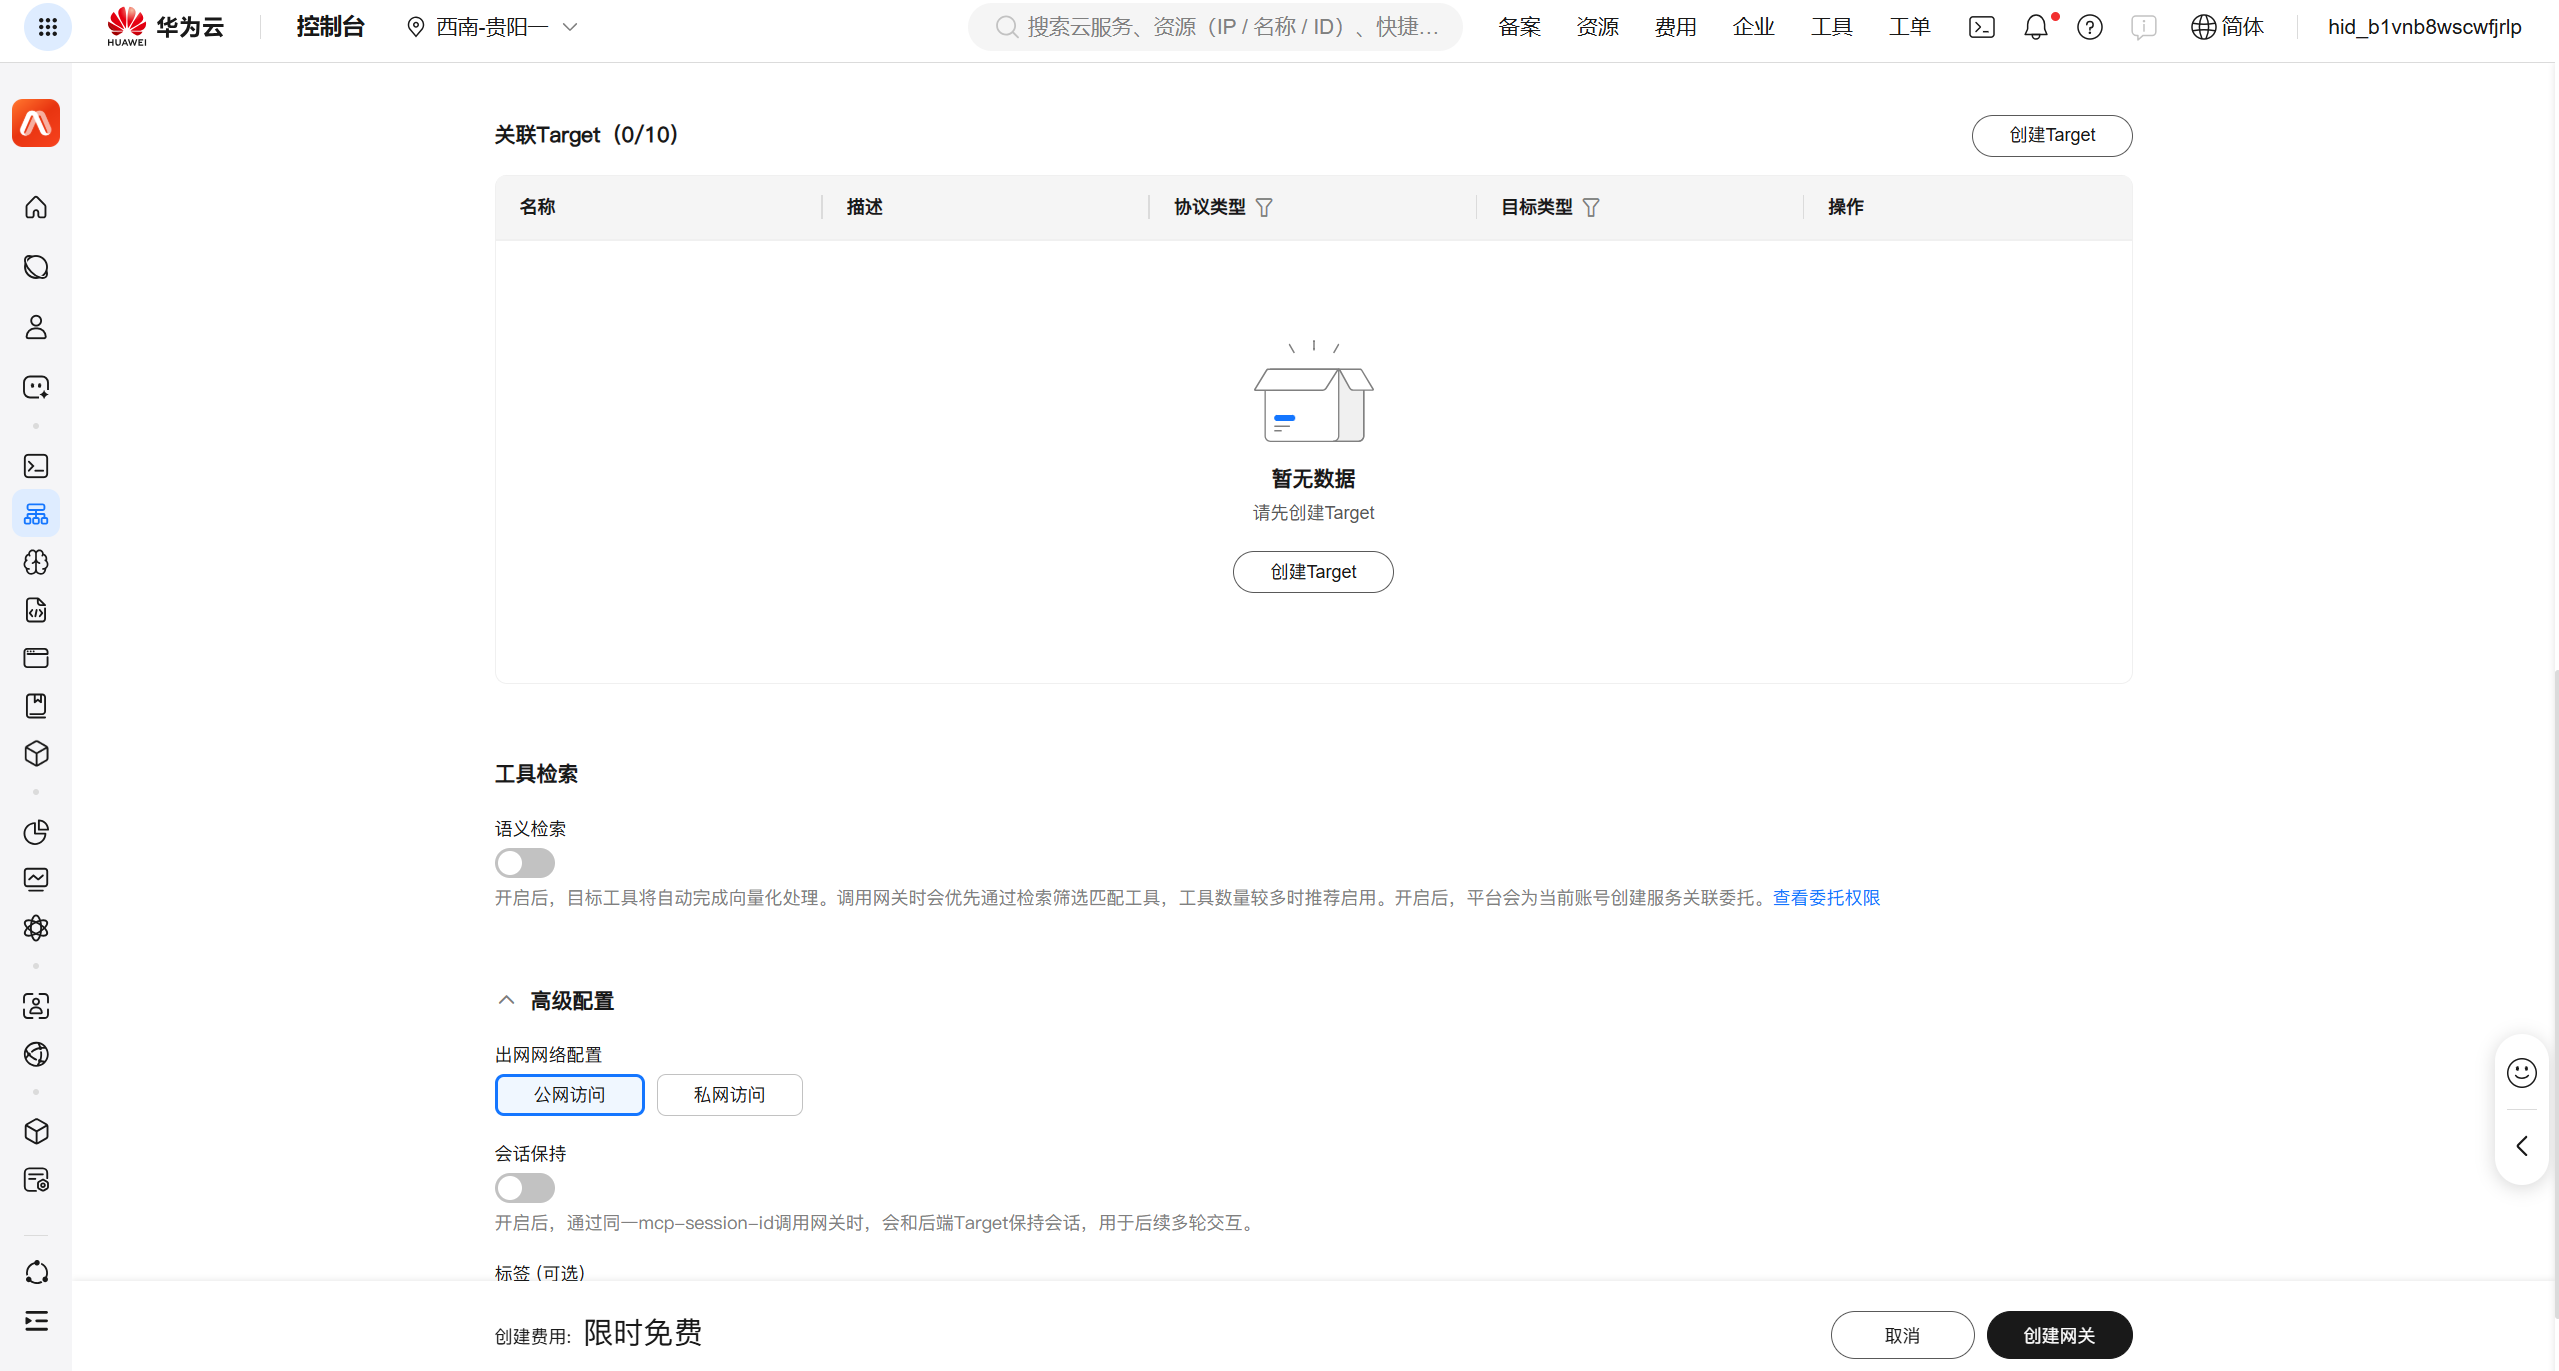 HUAWEI 华为云 控制台 西南-贵阳一 搜索云服务、资源（IP / 名称 / ID）、快捷… 备案 资源 费用 企业 工具 工单 简体 hid_b1vnb8wscwfjrlp
关联Target（0/10） 创建Target
名称 描述 协议类型 目标类型 操作
暂无数据
请先创建Target
创建Target
工具检索
语义检索
开启后，目标工具将自动完成向量化处理。调用网关时会优先通过检索筛选匹配工具，工具数量较多时推荐启用。开启后，平台会为当前账号创建服务关联委托。查看委托权限
高级配置
出网网络配置
公网访问 私网访问
会话保持
开启后，通过同一mcp-session-id调用网关时，会和后端Target保持会话，用于后续多轮交互。
标签 (可选)
创建费用: 限时免费 取消 创建网关